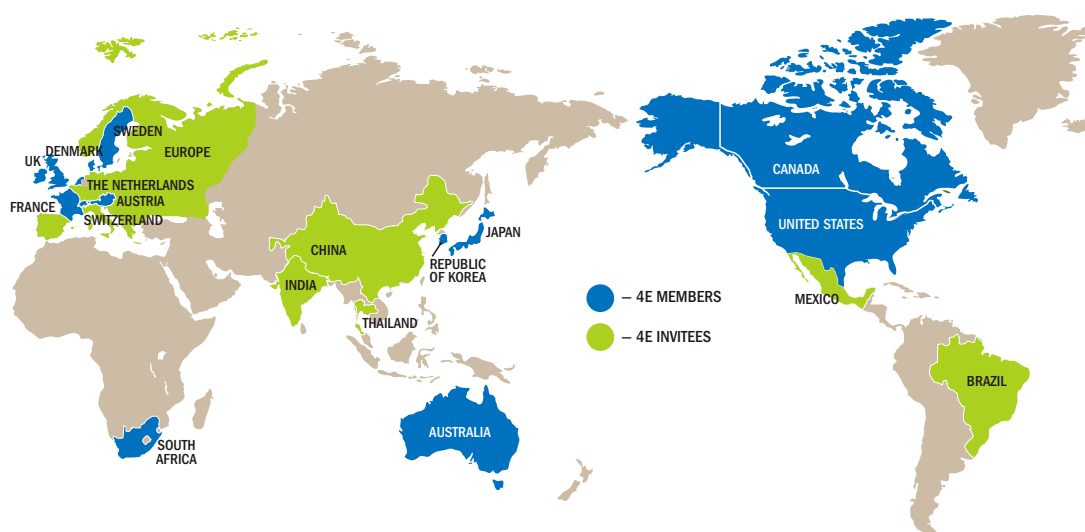 SWEDEN
DENMARK
EUROPE
UK
THE NETHERLANDS
AUSTRIA
FRANCE
SWITZERLAND
CHINA
INDIA
THAILAND
JAPAN
REPUBLIC
OF KOREA
SOUTH
AFRICA
AUSTRALIA
– 4E MEMBERS
– 4E INVITEES
CANADA
UNITED STATES
MEXICO
BRAZIL